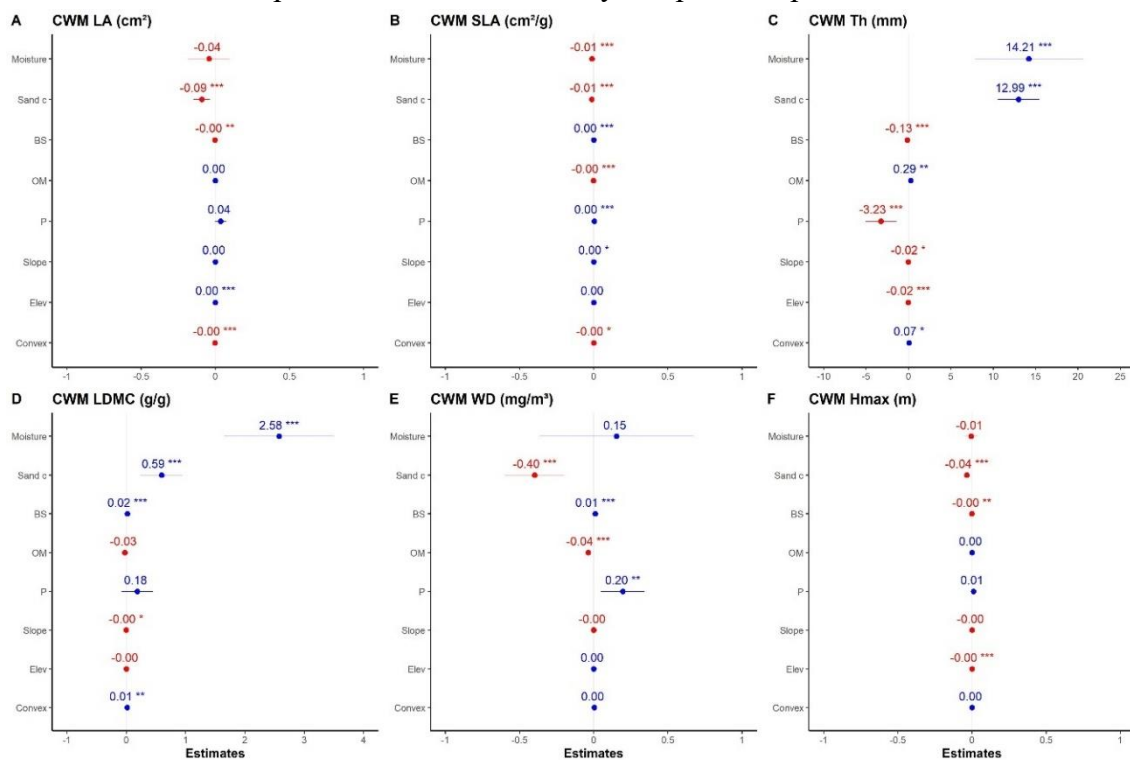 A CWM LA (cm²)
Moisture -0.04
Sand c -0.09 ***
BS -0.00 **
OM 0.00
P 0.04
Slope 0.00
Elev 0.00 ***
Convex -0.00 ***
-1 -0.5 0 0.5 1
B CWM SLA (cm²/g)
Moisture -0.01 ***
Sand c -0.01 ***
BS 0.00 ***
OM -0.00 ***
P 0.00 ***
Slope 0.00 *
Elev 0.00
Convex -0.00 *
-1 -0.5 0 0.5 1
C CWM Th (mm)
Moisture 14.21 ***
Sand c 12.99 ***
BS -0.13 ***
OM 0.29 **
P -3.23 ***
Slope -0.02 *
Elev -0.02 ***
Convex 0.07 *
-10 -5 0 5 10 15 20 25
D CWM LDMC (g/g)
Moisture 2.58 ***
Sand c 0.59 ***
BS 0.02 ***
OM -0.03
P 0.18
Slope -0.00 *
Elev -0.00
Convex 0.01 **
-1 0 1 2 3 4
Estimates
E CWM WD (mg/m³)
Moisture 0.15
Sand c -0.40 ***
BS 0.01 ***
OM -0.04 ***
P 0.20 **
Slope -0.00
Elev 0.00
Convex 0.00
-1 -0.5 0 0.5 1
Estimates
F CWM Hmax (m)
Moisture -0.01
Sand c -0.04 ***
BS -0.00 **
OM 0.00
P 0.01
Slope -0.00
Elev -0.00 ***
Convex 0.00
-1 -0.5 0 0.5 1
Estimates